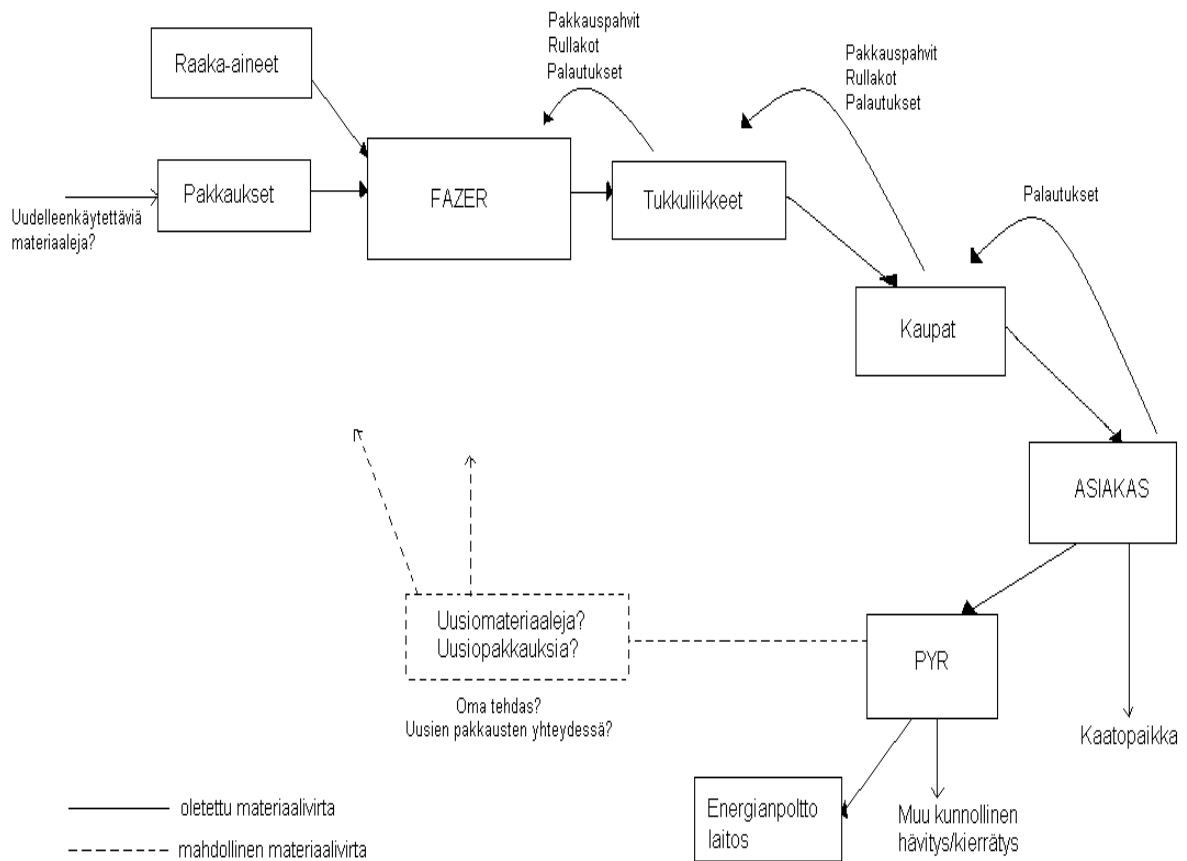 Pakkauspahvit
Rullakot
Palautukset
Pakkauspahvit
Rullakot
Palautukset
Raaka-aineet
Pakkaukset
FAZER
Tukkuliikkeet
Palautukset
Uudelleenkäytettäviä
materiaaleja?
Kaupat
ASIAKAS
Uusiomateriaaleja?
Uusiopakkauksia?
PYR
Oma tehdas?
Uusien pakkausten yhteydessä?
Kaatopaikka
Energianpoltto
laitos
Muu kunnollinen
hävitys/kierrätys
oletettu materiaalivirta
mahdollinen materiaalivirta